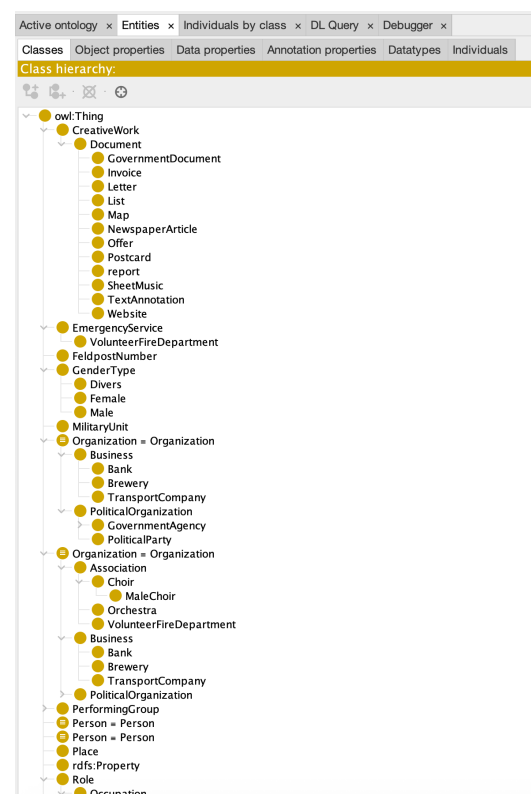 Active ontology × Entities × Individuals by class × DL Query × Debugger ×
Classes Object properties Data properties Annotation properties Datatypes Individuals
Class hierarchy:
owl:Thing
CreativeWork
Document
GovernmentDocument
Invoice
Letter
List
Map
NewspaperArticle
Offer
Postcard
report
SheetMusic
TextAnnotation
Website
EmergencyService
VolunteerFireDepartment
FeldpostNumber
GenderType
Divers
Female
Male
MilitaryUnit
Organization = Organization
Business
Bank
Brewery
TransportCompany
PoliticalOrganization
GovernmentAgency
PoliticalParty
Organization = Organization
Association
Choir
MaleChoir
Orchestra
VolunteerFireDepartment
Business
Bank
Brewery
TransportCompany
PoliticalOrganization
PerformingGroup
Person = Person
Person = Person
Place
rdfs:Property
Role
Occupation